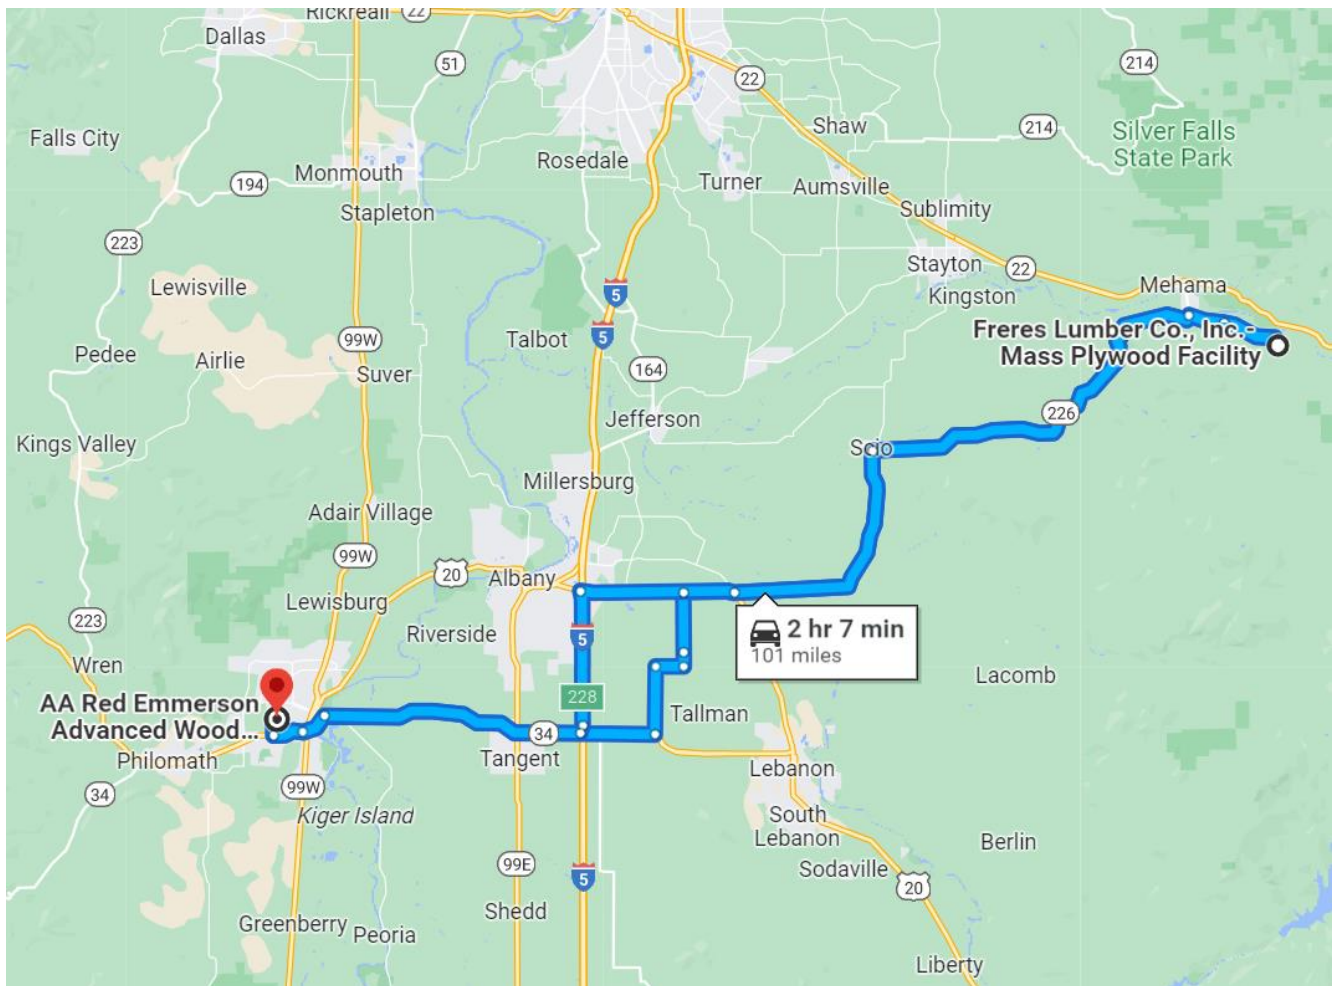 Rickreall
22
Dallas
51
22
214
Shaw
214
Falls City
Silver Falls
State Park
Rosedale
Monmouth
194
Turner
Aumsville
Stapleton
Sublimity
223
Stayton
22
Lewisville
5
Kingston
Mehama
Talbot
5
99W
Freres Lumber Co., Inc.-
Mass Plywood Facility
Pedee
Airlie
Suver
164
226
Jefferson
Kings Valley
Scio
Millersburg
Adair Village
99W
20
Albany
Lewisburg
223
Riverside
5
2 hr 7 min
101 miles
Wren
Lacomb
228
AA Red Emmerson
Advanced Wood...
Tallman
34
Philomath
Tangent
Lebanon
99W
34
Kiger Island
South
Lebanon
Berlin
99E
Sodaville
5
20
Shedd
Greenberry
Peoria
Liberty